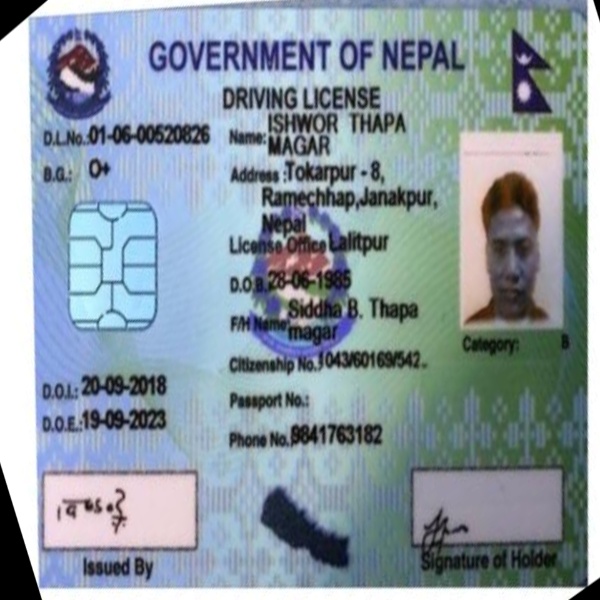 GOVERNMENT OF NEPAL
DRIVING LICENSE
D.L.No.:01-06-00520826
Name: ISHWOR THAPA
MAGAR
B.G.: O+
Address :Tokarpur - 8,
Ramechhap,Janakpur,
Nepal
License Office Lalitpur
D.O.B.28-06-1985
F/H Name: Siddha B. Thapa
magar
Category: B
Citizenship No.1043/60169/542
D.O.I.: 20-09-2018
Passport No.:
D.O.E.:19-09-2023
Phone No.9841763182
Issued By
Signature of Holder